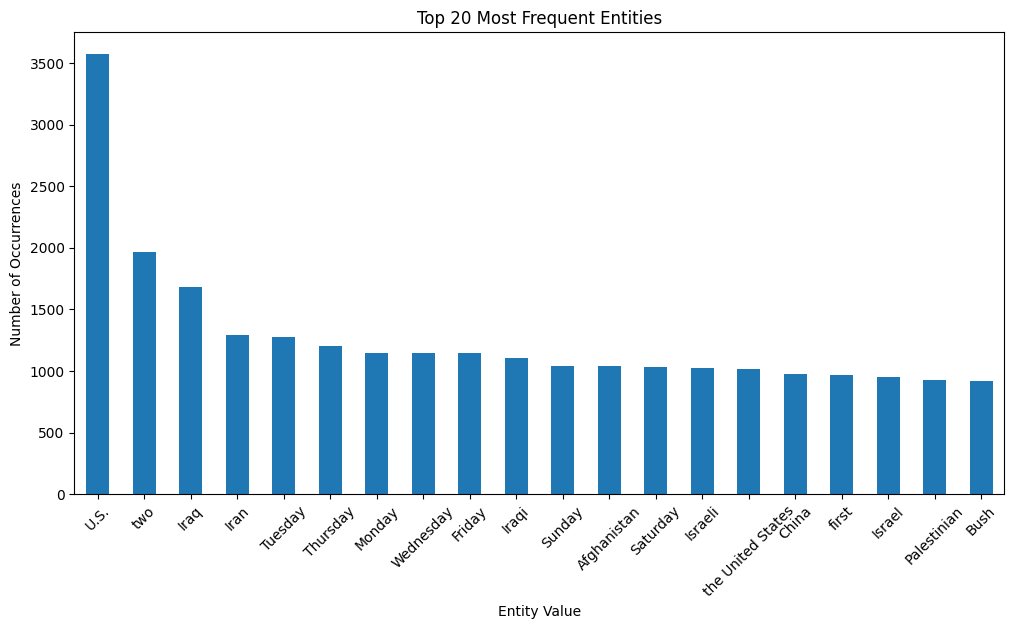 Top 20 Most Frequent Entities
Number of Occurrences
3500
3000
2500
2000
1500
1000
500
0
U.S.
two
Iraq
Iran
Tuesday
Thursday
Monday
Wednesday
Friday
Iraqi
Sunday
Afghanistan
Saturday
Israeli
the United States
China
first
Israel
Palestinian
Bush
Entity Value